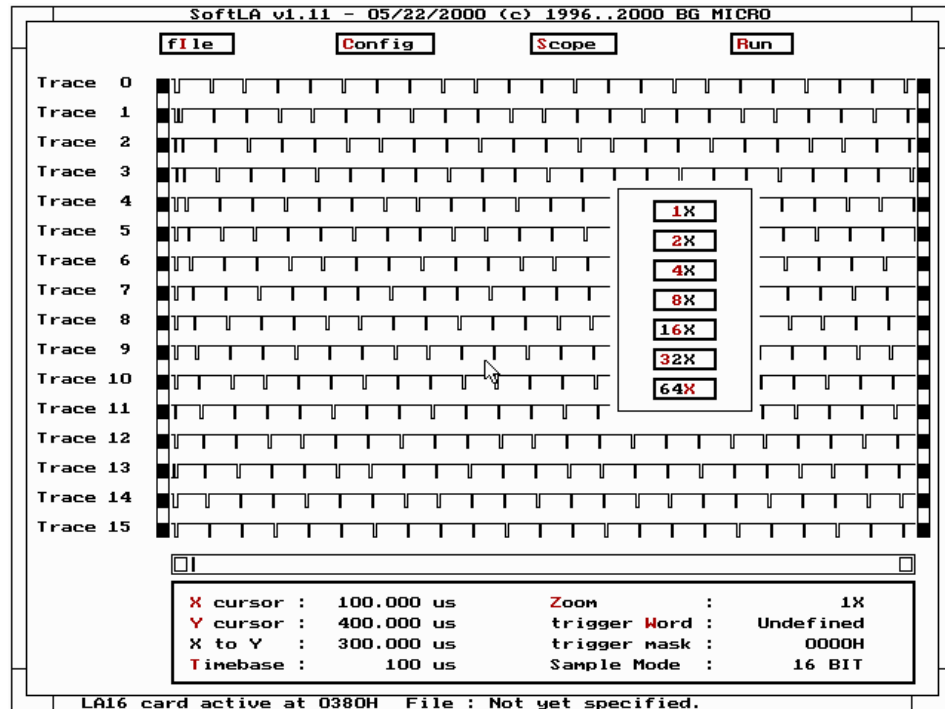 SoftLA v1.11 - 05/22/2000 (c) 1996..2000 BG MICRO
fIle Config Scope Run
Trace 0
Trace 1
Trace 2
Trace 3
Trace 4
1X
Trace 5
2X
Trace 6
4X
Trace 7
8X
Trace 8
16X
Trace 9
32X
Trace 10
64X
Trace 11
Trace 12
Trace 13
Trace 14
Trace 15
X cursor : 100.000 us Zoom : 1X
Y cursor : 400.000 us trigger Word : Undefined
X to Y : 300.000 us trigger mask : 0000H
Timebase : 100 us Sample Mode : 16 BIT
LA16 card active at 0380H File : Not yet specified.